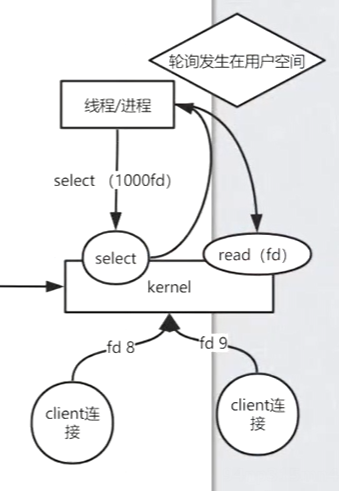 轮询发生在用户空间
线程/进程
select （1000fd）
select
read（fd）
kernel
fd 8
fd 9
client连
接
client连
接